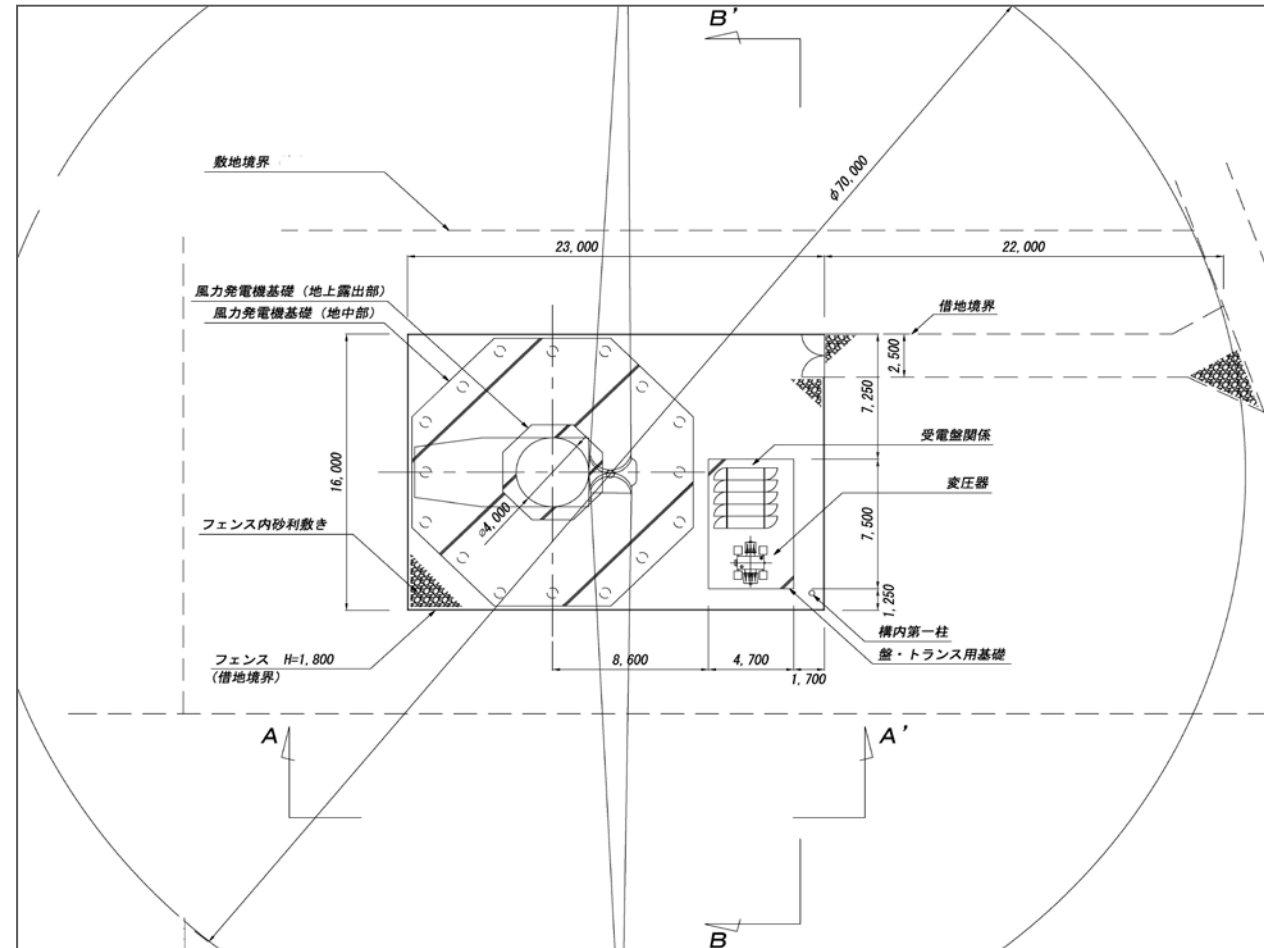 B'
敷地境界
φ70,000
23,000
22,000
風力発電機基礎（地上露出部）
風力発電機基礎（地中部）
借地境界
2,500
7,250
受電盤関係
16,000
変圧器
フェンス内砂利敷き
ø4,000
7,500
1,250
構内第一柱
フェンス H=1,800
(借地境界)
8,600
4,700
1,700
盤・トランス用基礎
A
A'
B